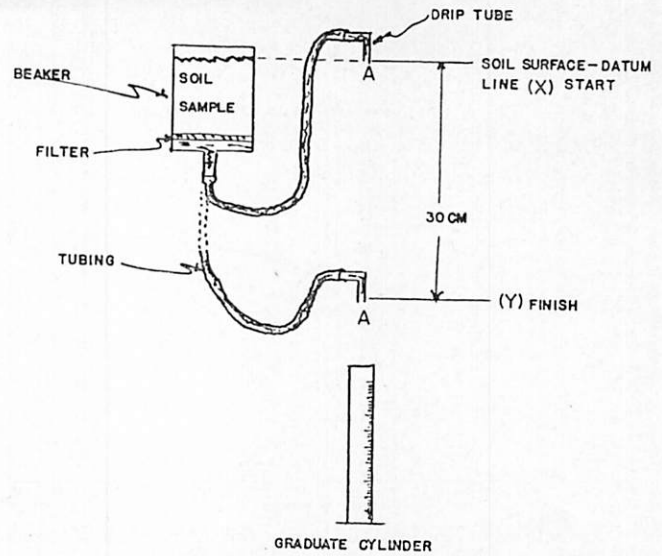 DRIP TUBE
BEAKER
SOIL
SAMPLE
A
SOIL SURFACE-DATUM
LINE (X) START
FILTER
30 CM
TUBING
A
(Y) FINISH
GRADUATE CYLINDER